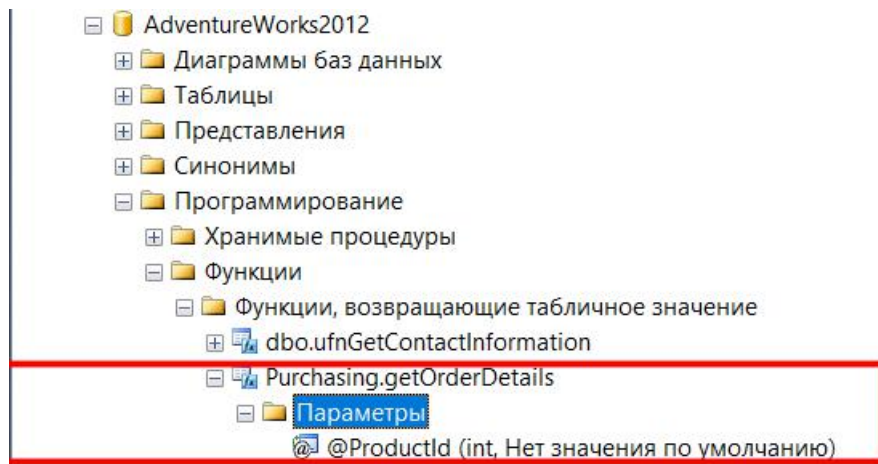 AdventureWorks2012
Диаграммы баз данных
Таблицы
Представления
Синонимы
Программирование
Хранимые процедуры
Функции
Функции, возвращающие табличное значение
dbo.ufnGetContactInformation
Purchasing.getOrderDetails
Параметры
@ProductId (int, Нет значения по умолчанию)